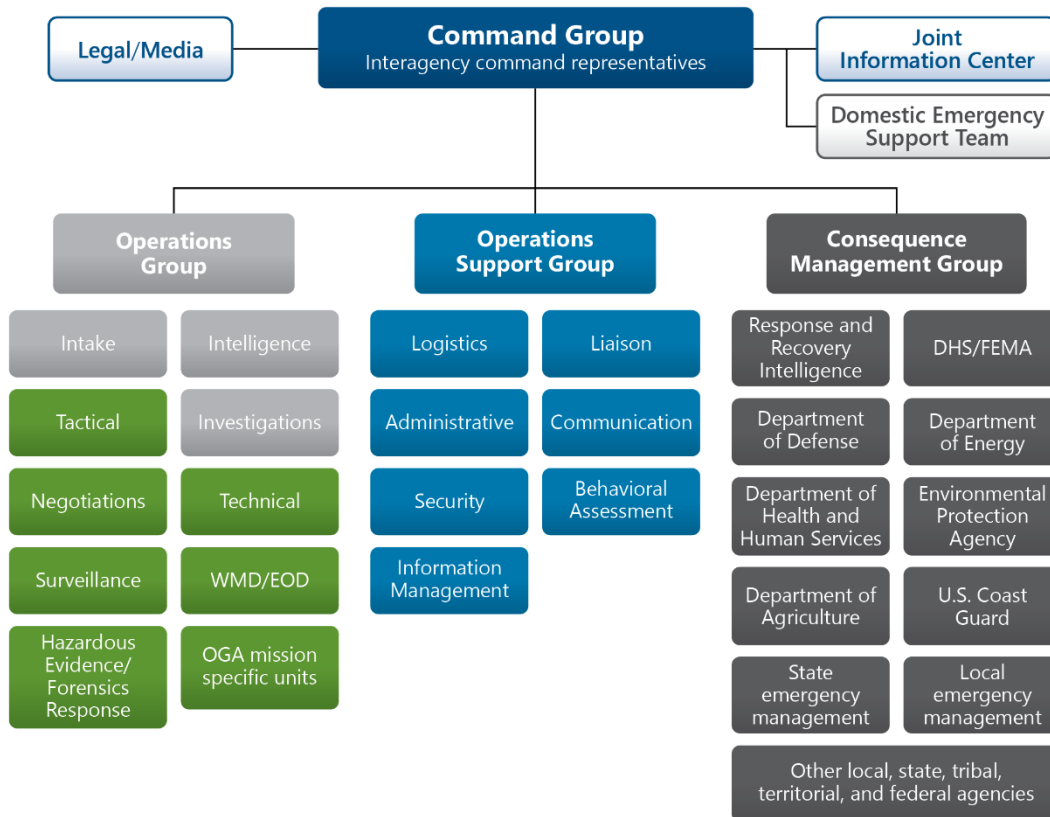 Legal/Media
Command Group
Interagency command representatives
Joint
Information Center
Domestic Emergency
Support Team
Operations
Group
Operations
Support Group
Consequence
Management Group
Intake
Intelligence
Tactical
Investigations
Negotiations
Technical
Surveillance
WMD/EOD
Hazardous
Evidence/
Forensics
Response
OGA mission
specific units
Logistics
Liaison
Administrative
Communication
Security
Behavioral
Assessment
Information
Management
Response and
Recovery
Intelligence
DHS/FEMA
Department
of Defense
Department
of Energy
Department of
Health and
Human Services
Environmental
Protection
Agency
Department of
Agriculture
U.S. Coast
Guard
State
emergency
management
Local
emergency
management
Other local, state, tribal,
territorial, and federal agencies